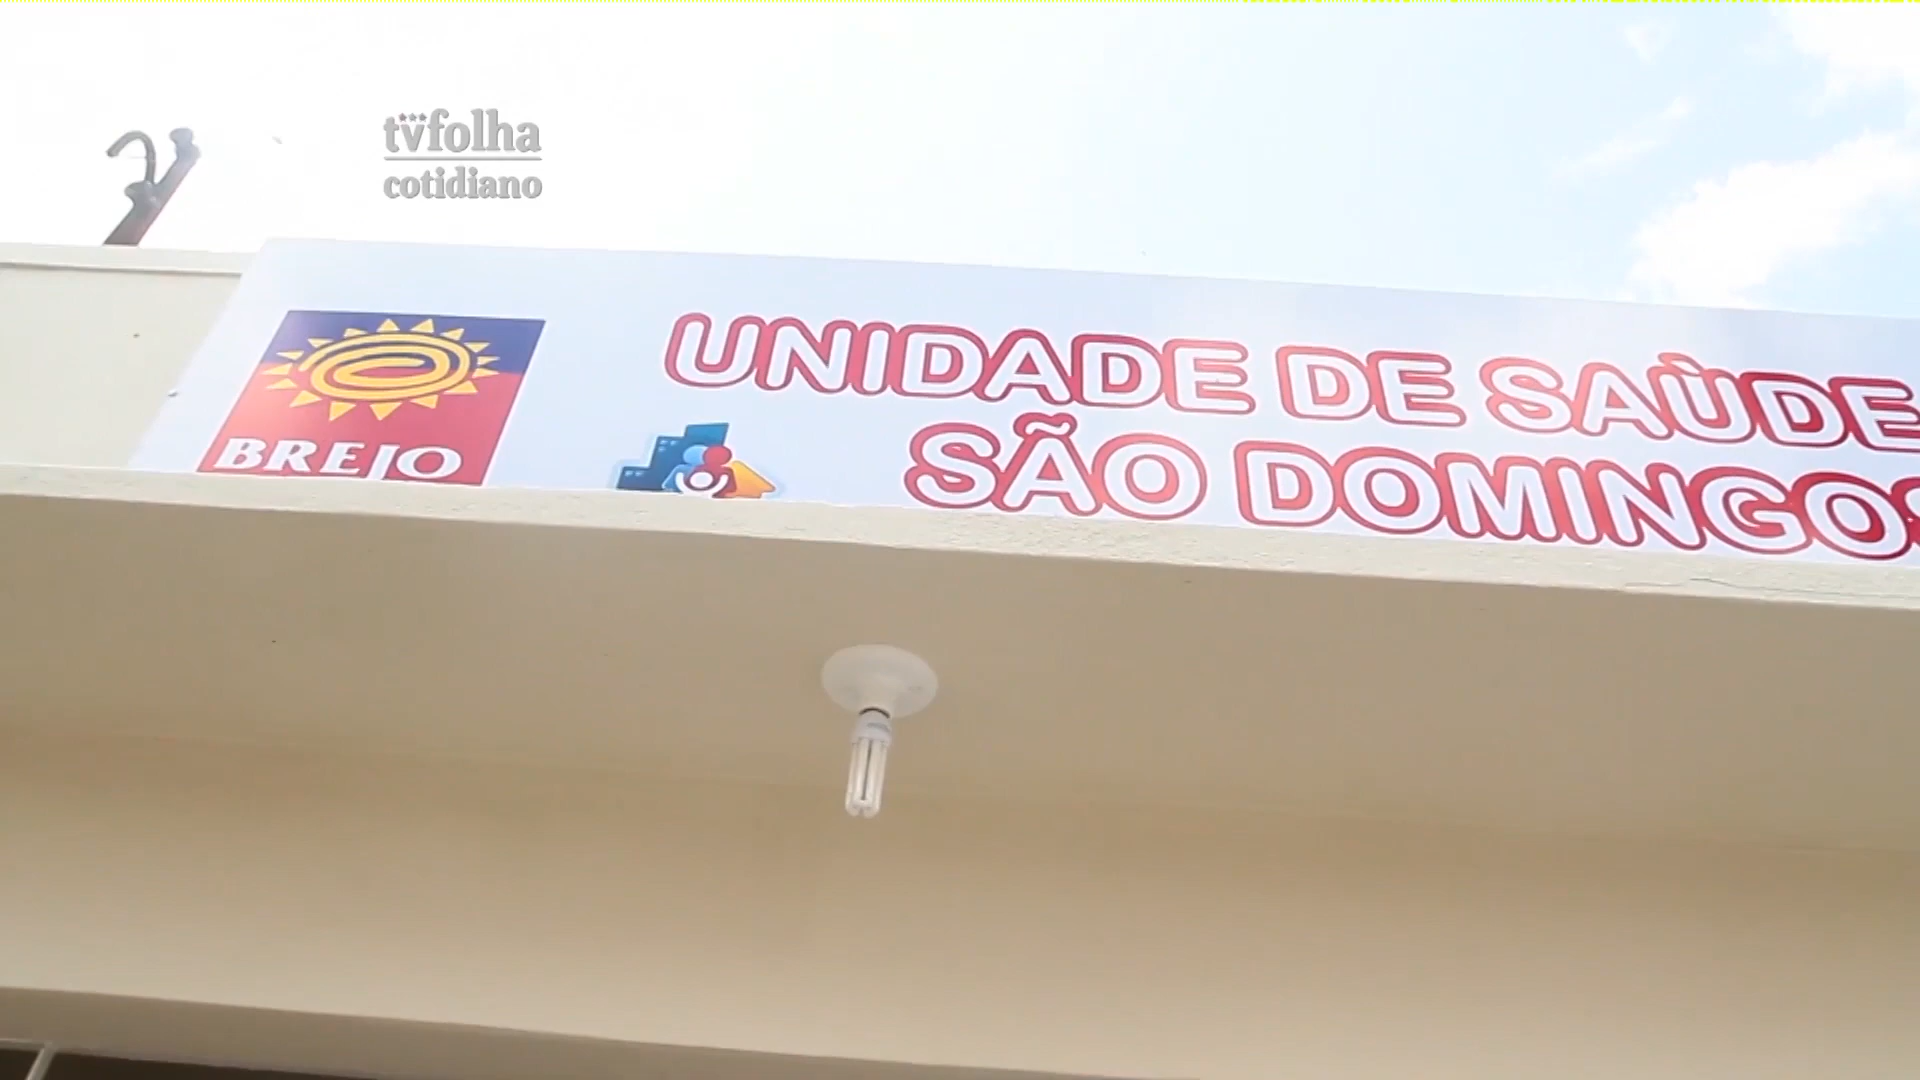 tvfolha
cotidiano
UNIDADE DE SAÙDE
SÃO DOMINGOS
BREJO